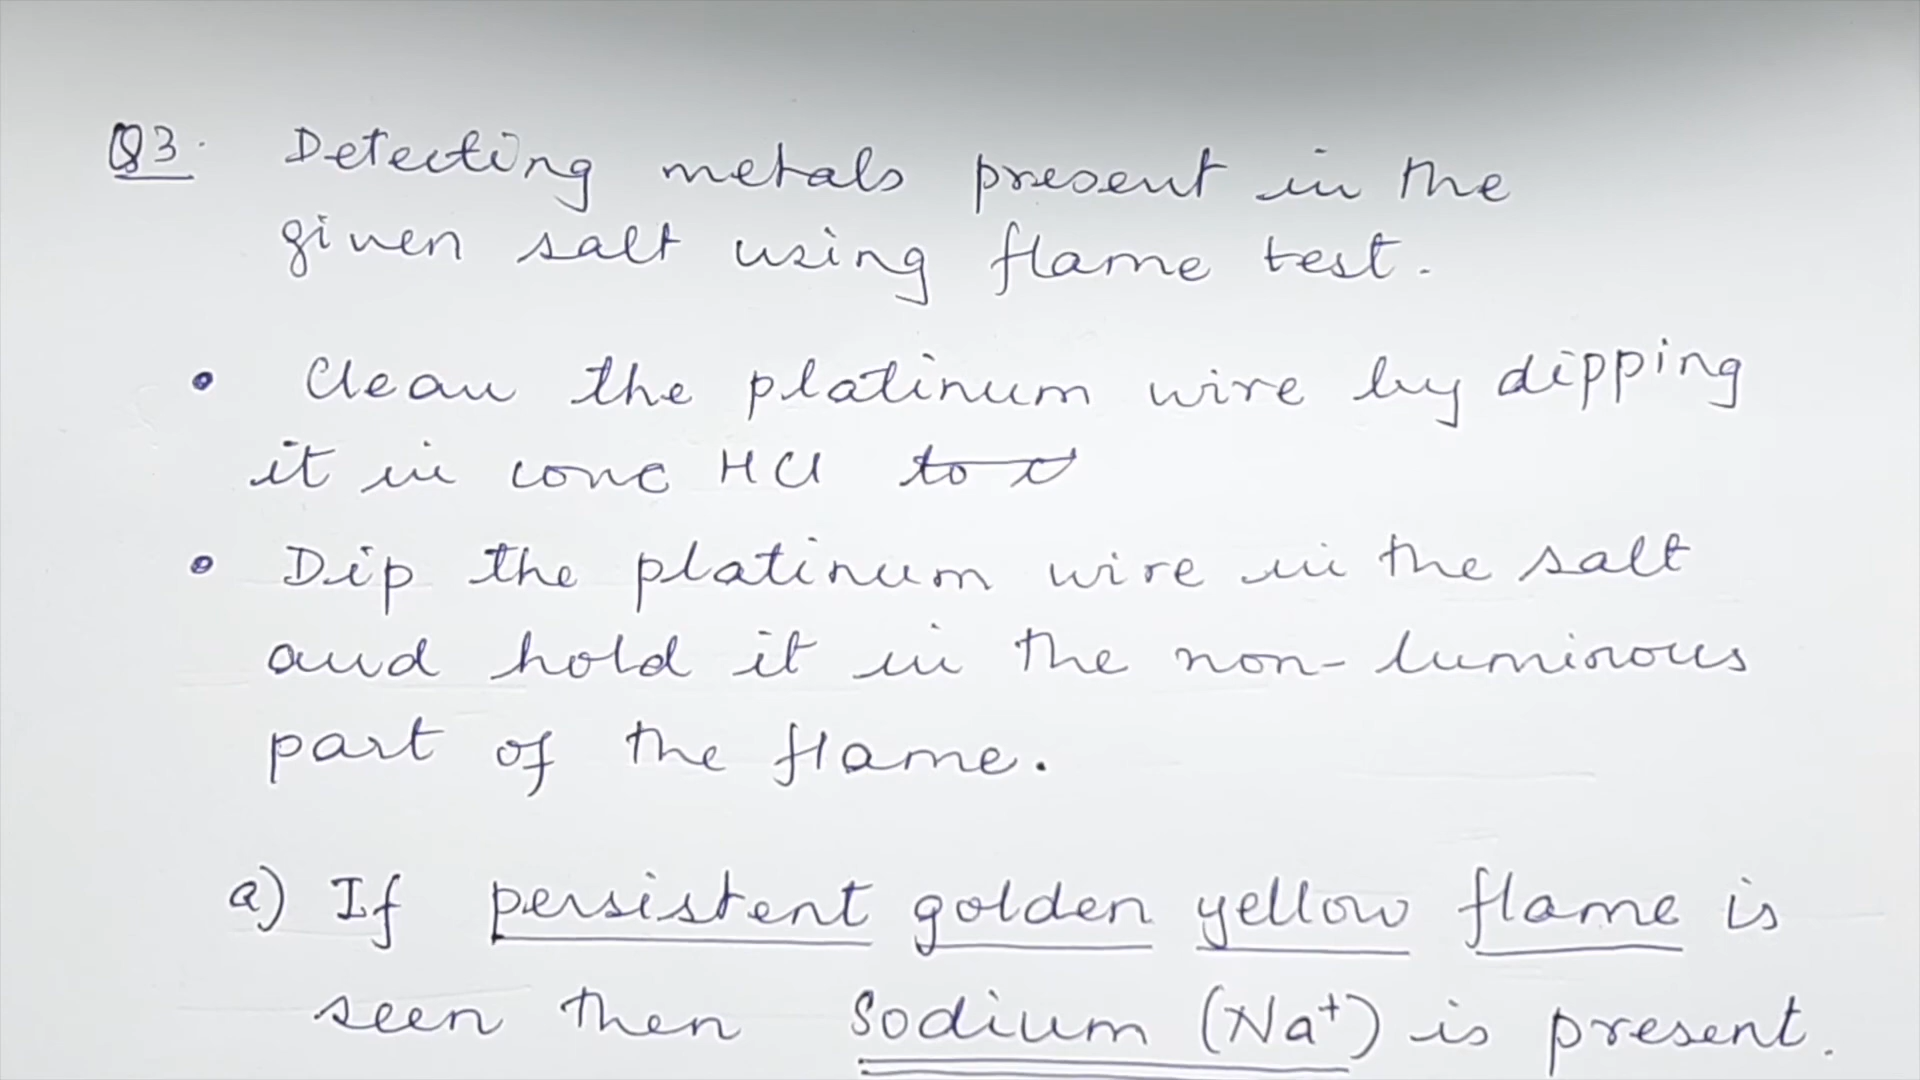 Q3. Detecting metals present in the
given salt using flame test.
• Clean the platinum wire by dipping
it in conc HCl to c
• Dip the platinum wire in the salt
and hold it in the non-luminous
part of the flame.
a) If persistent golden yellow flame is
seen then Sodium (Na⁺) is present.